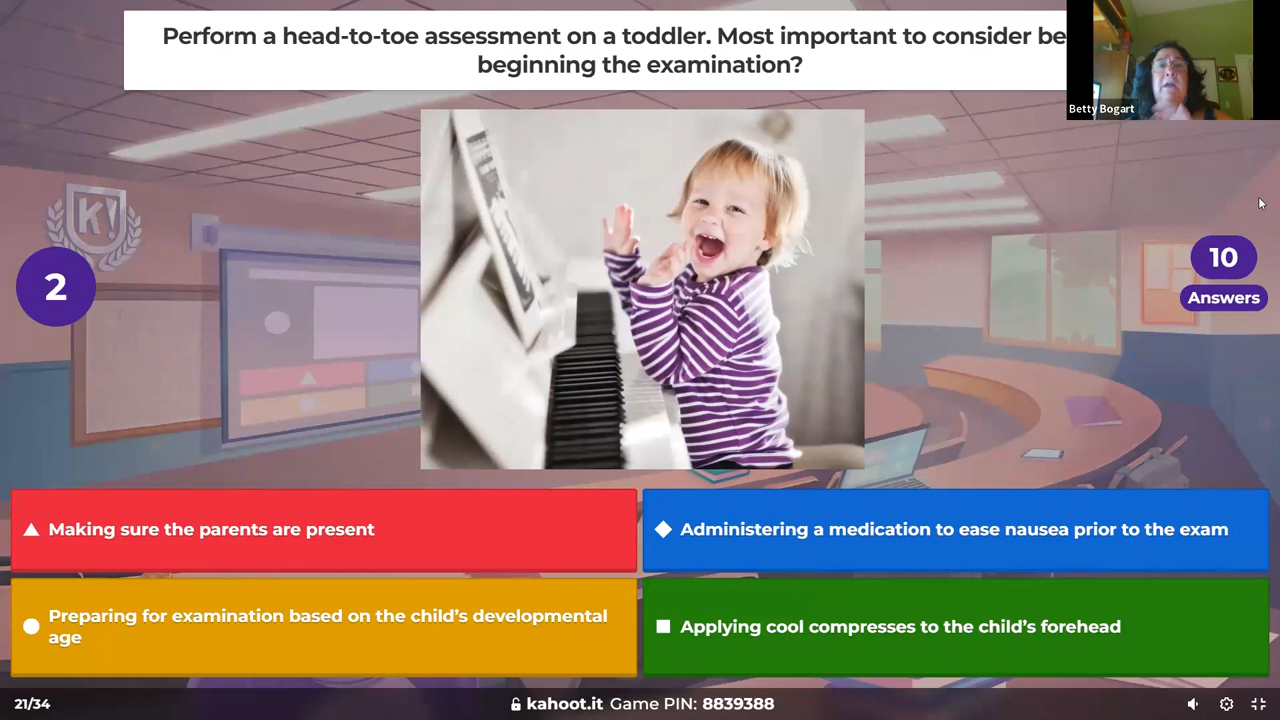 Perform a head-to-toe assessment on a toddler. Most important to consider be
beginning the examination?
Betty Bogart
K!
2
10
Answers
Making sure the parents are present
Administering a medication to ease nausea prior to the exam
Preparing for examination based on the child's developmental
age
Applying cool compresses to the child's forehead
21/34
kahoot.it Game PIN: 8839388